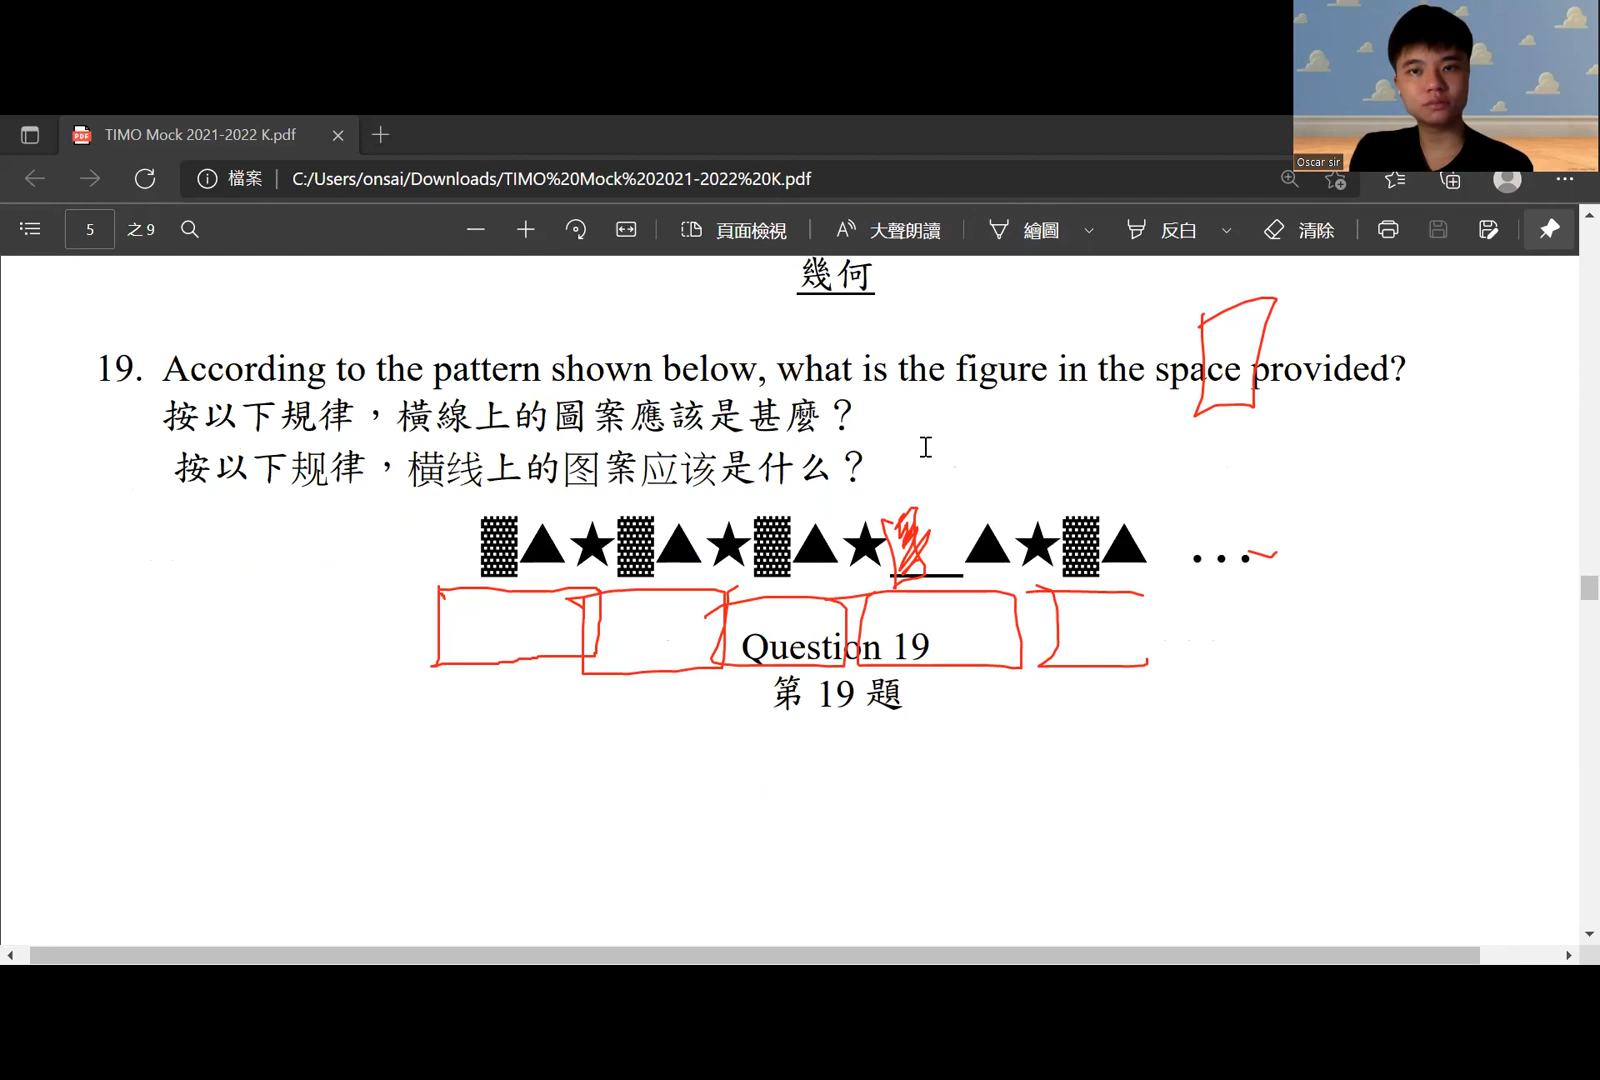 Oscar sir
TIMO Mock 2021-2022 K.pdf
檔案
C:/Users/onsai/Downloads/TIMO%20Mock%202021-2022%20K.pdf
5 之9
頁面檢視
大聲朗讀
繪圖
反白
清除
幾何
19. According to the pattern shown below, what is the figure in the space provided?
按以下規律，橫線上的圖案應該是甚麼？
按以下规律，横线上的图案应该是什么？
▓▲★▓▲★▓▲★___▲★▓▲ ...
Question 19
第 19 題